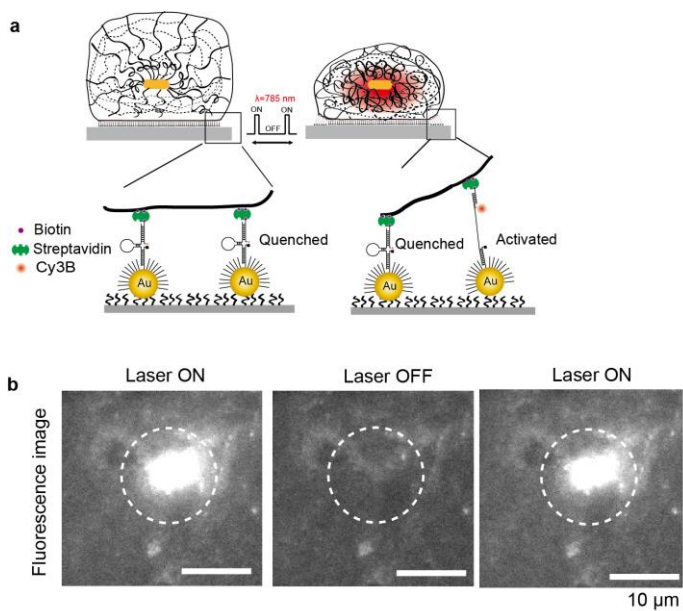 a
λ=785 nm
ON ON
OFF
Biotin
Streptavidin
Cy3B
Quenched
Au Au
Quenched
Activated
Au Au
b
Laser ON Laser OFF Laser ON
Fluorescence image
10 μm